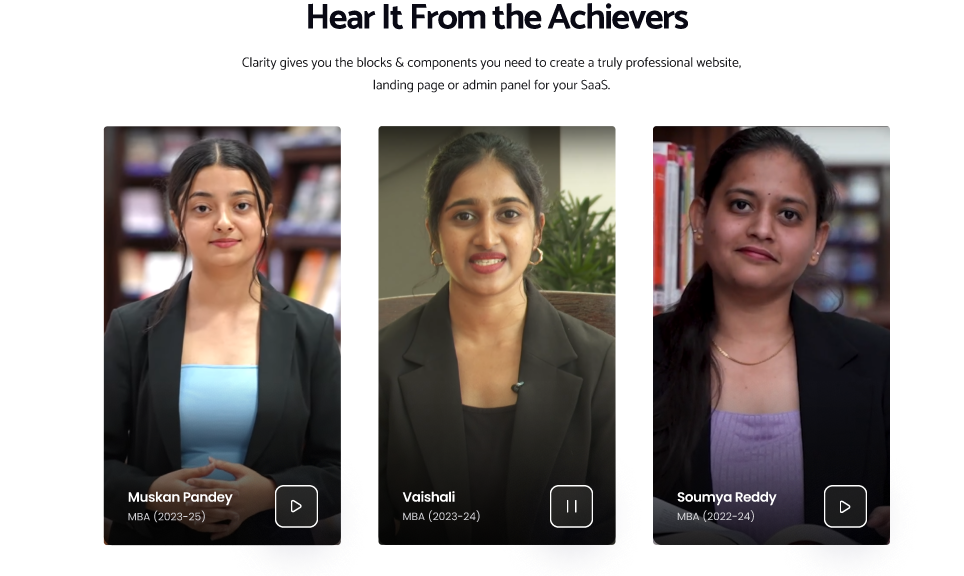 Hear It From the Achievers
Clarity gives you the blocks & components you need to create a truly professional website,
landing page or admin panel for your SaaS.
Muskan Pandey
MBA (2023-25)
Vaishali
MBA (2023-24)
Soumya Reddy
MBA (2022-24)